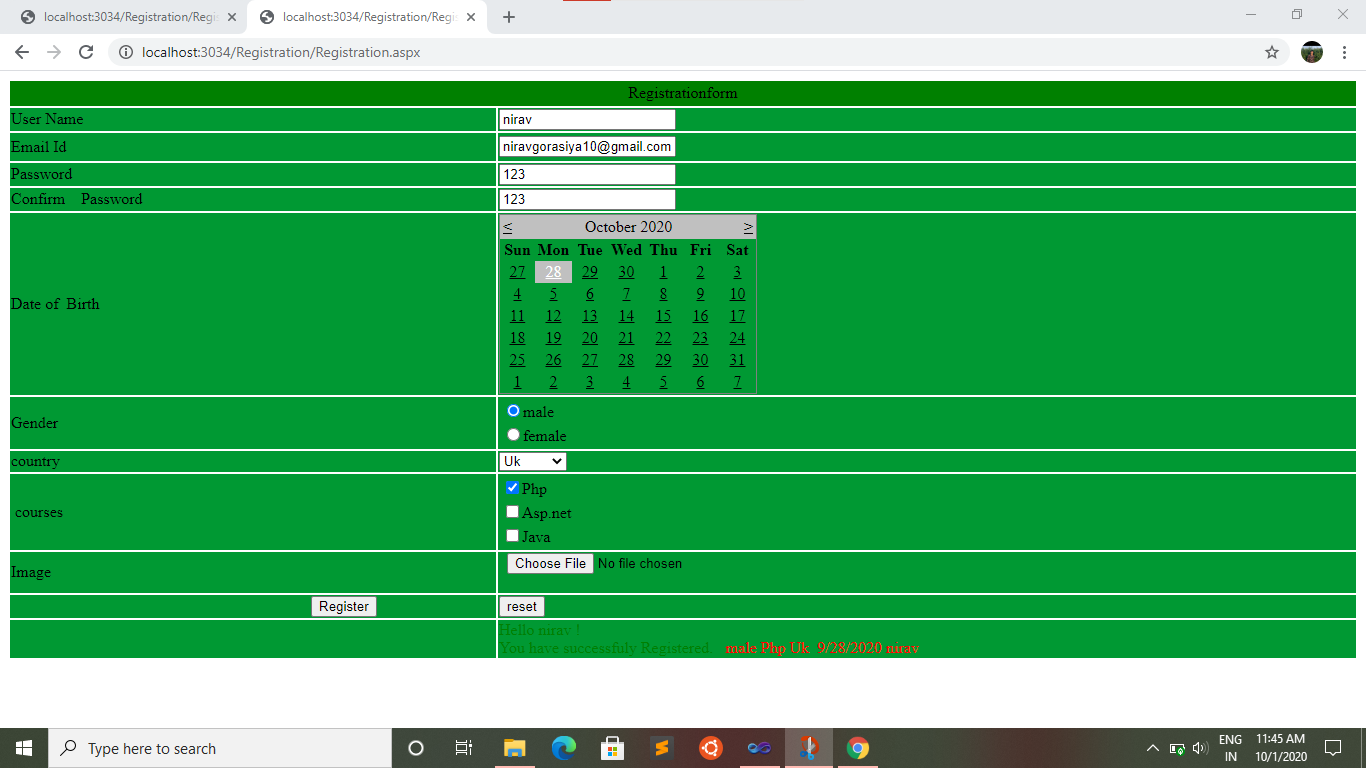 localhost:3034/Registration/Regi
localhost:3034/Registration/Regis
localhost:3034/Registration/Registration.aspx
Registrationform
User Name
nirav
Email Id
niravgorasiya10@gmail.com
Password
123
Confirm Password
123
Date of Birth
< October 2020 >
Sun Mon Tue Wed Thu Fri Sat
27 28 29 30 1 2 3
4 5 6 7 8 9 10
11 12 13 14 15 16 17
18 19 20 21 22 23 24
25 26 27 28 29 30 31
1 2 3 4 5 6 7
Gender
male
female
country
Uk
courses
Php
Asp.net
Java
Image
Choose File No file chosen
Register
reset
Hello nirav !
You have successfuly Registered. male Php Uk 9/28/2020 nirav
Type here to search
ENG
IN
11:45 AM
10/1/2020